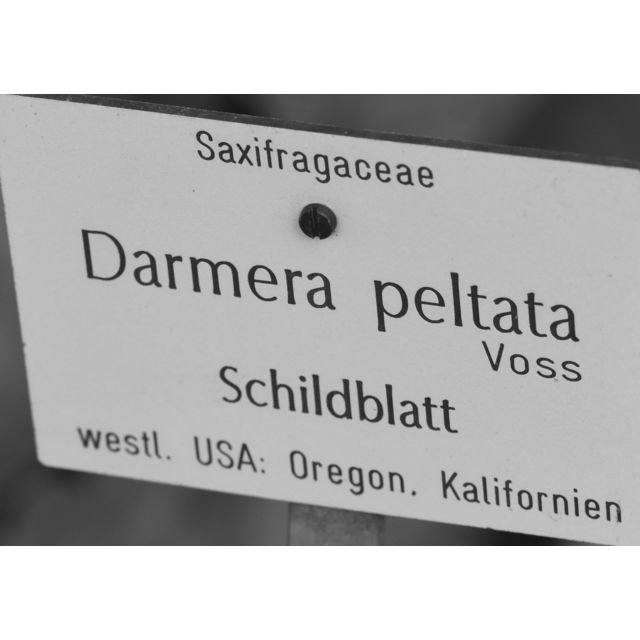 Saxifragaceae
Darmera peltata
Voss
Schildblatt
westl. USA: Oregon, Kalifornien